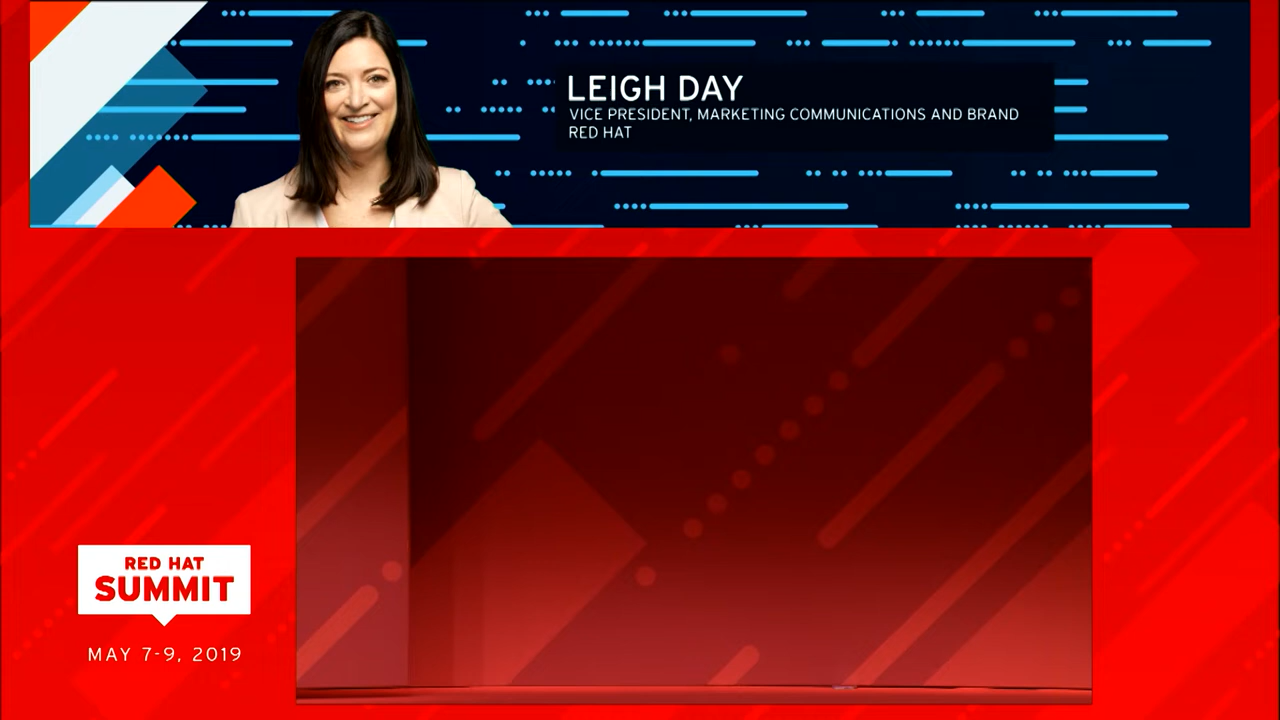 LEIGH DAY
VICE PRESIDENT, MARKETING COMMUNICATIONS AND BRAND
RED HAT
RED HAT
SUMMIT
MAY 7-9, 2019